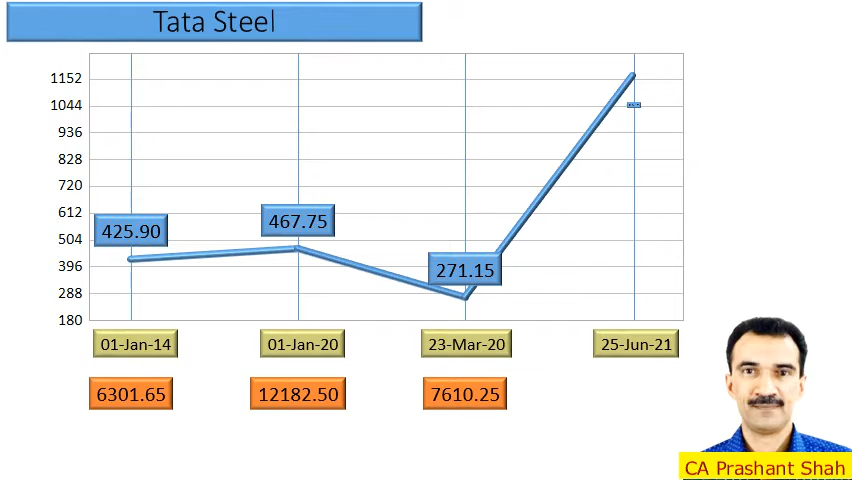 Tata Steel
1152
1044
936
828
720
612
504
396
288
180
425.90
467.75
271.15
01-Jan-14
01-Jan-20
23-Mar-20
25-Jun-21
6301.65
12182.50
7610.25
CA Prashant Shah